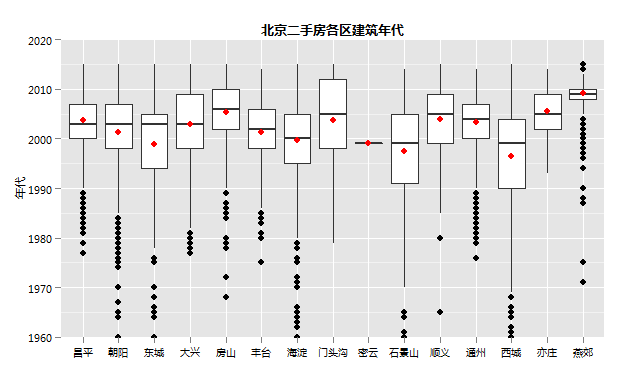 北京二手房各区建筑年代
年代
2020
2010
2000
1990
1980
1970
1960
昌平 朝阳 东城 大兴 房山 丰台 海淀 门头沟 密云 石景山 顺义 通州 西城 亦庄 燕郊